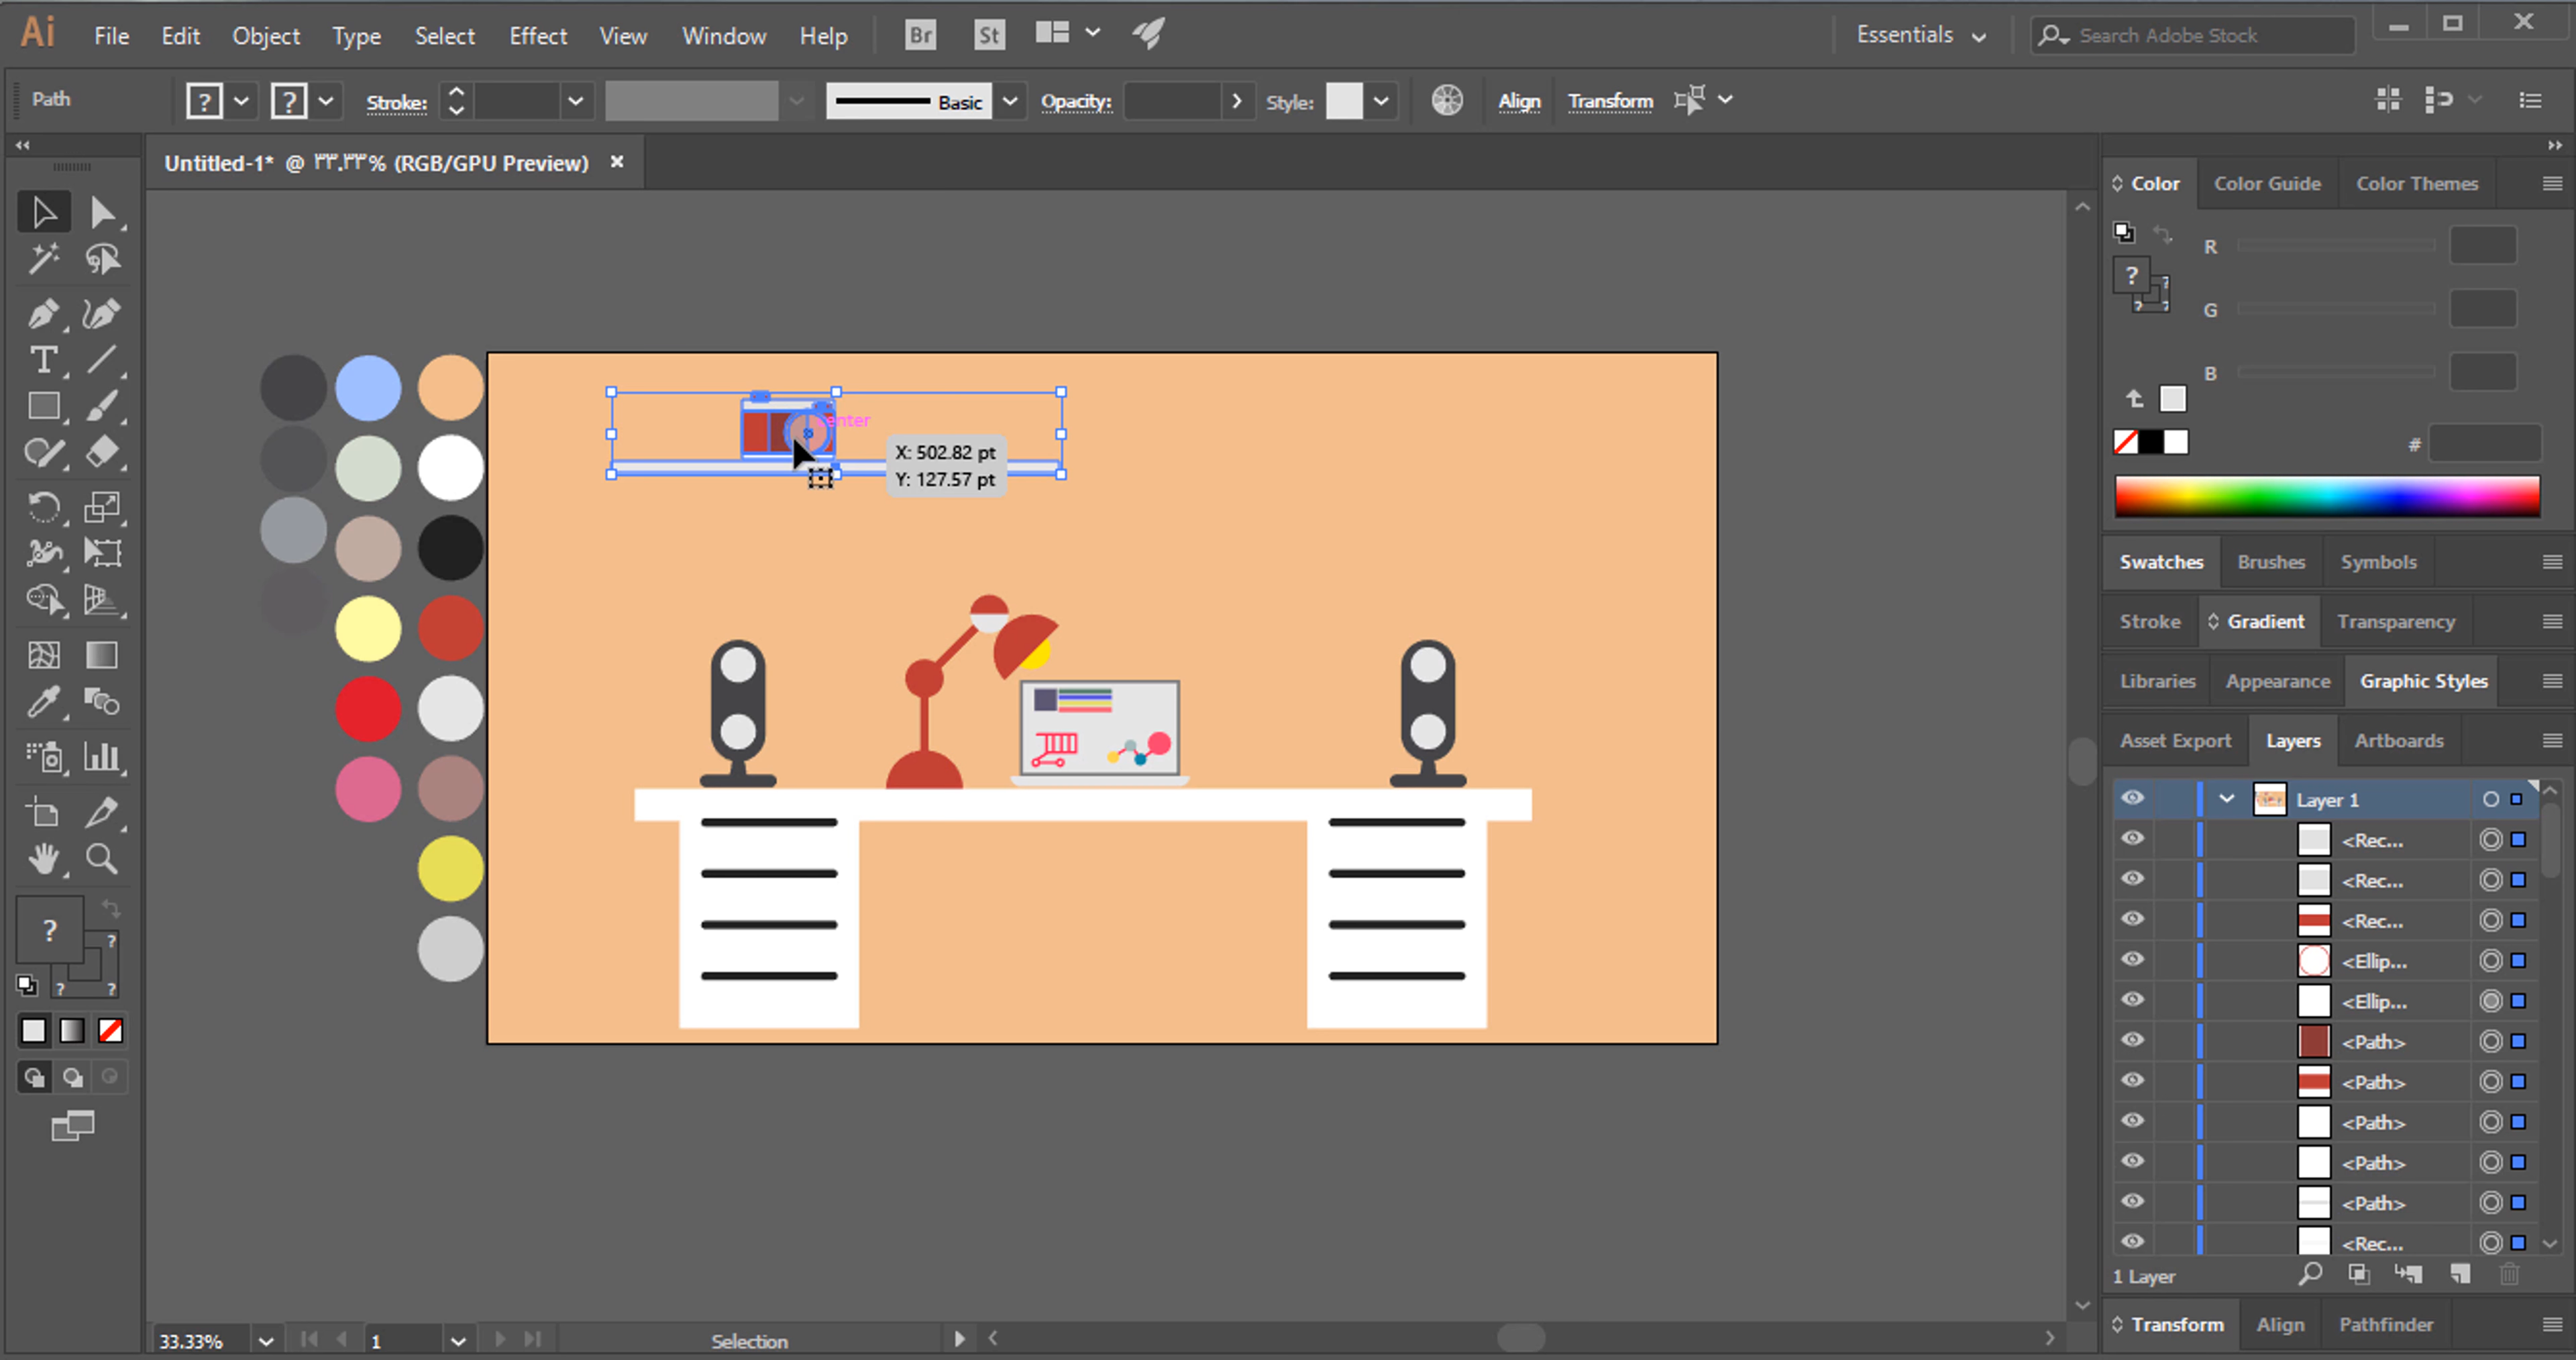 Ai File Edit Object Type Select Effect View Window Help Br St Essentials Search Adobe Stock
Path ? ? Stroke: Basic Opacity: Style: Align Transform
Untitled-1* @ ٣٣.٣٣% (RGB/GPU Preview) ×
Color Color Guide Color Themes
R
G
B
?
#
Swatches Brushes Symbols
Stroke Gradient Transparency
Libraries Appearance Graphic Styles
Asset Export Layers Artboards
Layer 1
<Rec...
<Rec...
<Rec...
<Ellip...
<Ellip...
<Path>
<Path>
<Path>
<Path>
<Path>
<Rec...
1 Layer
Transform Align Pathfinder
X: 502.82 pt
Y: 127.57 pt
? ?
? ?
33.33% 1 Selection